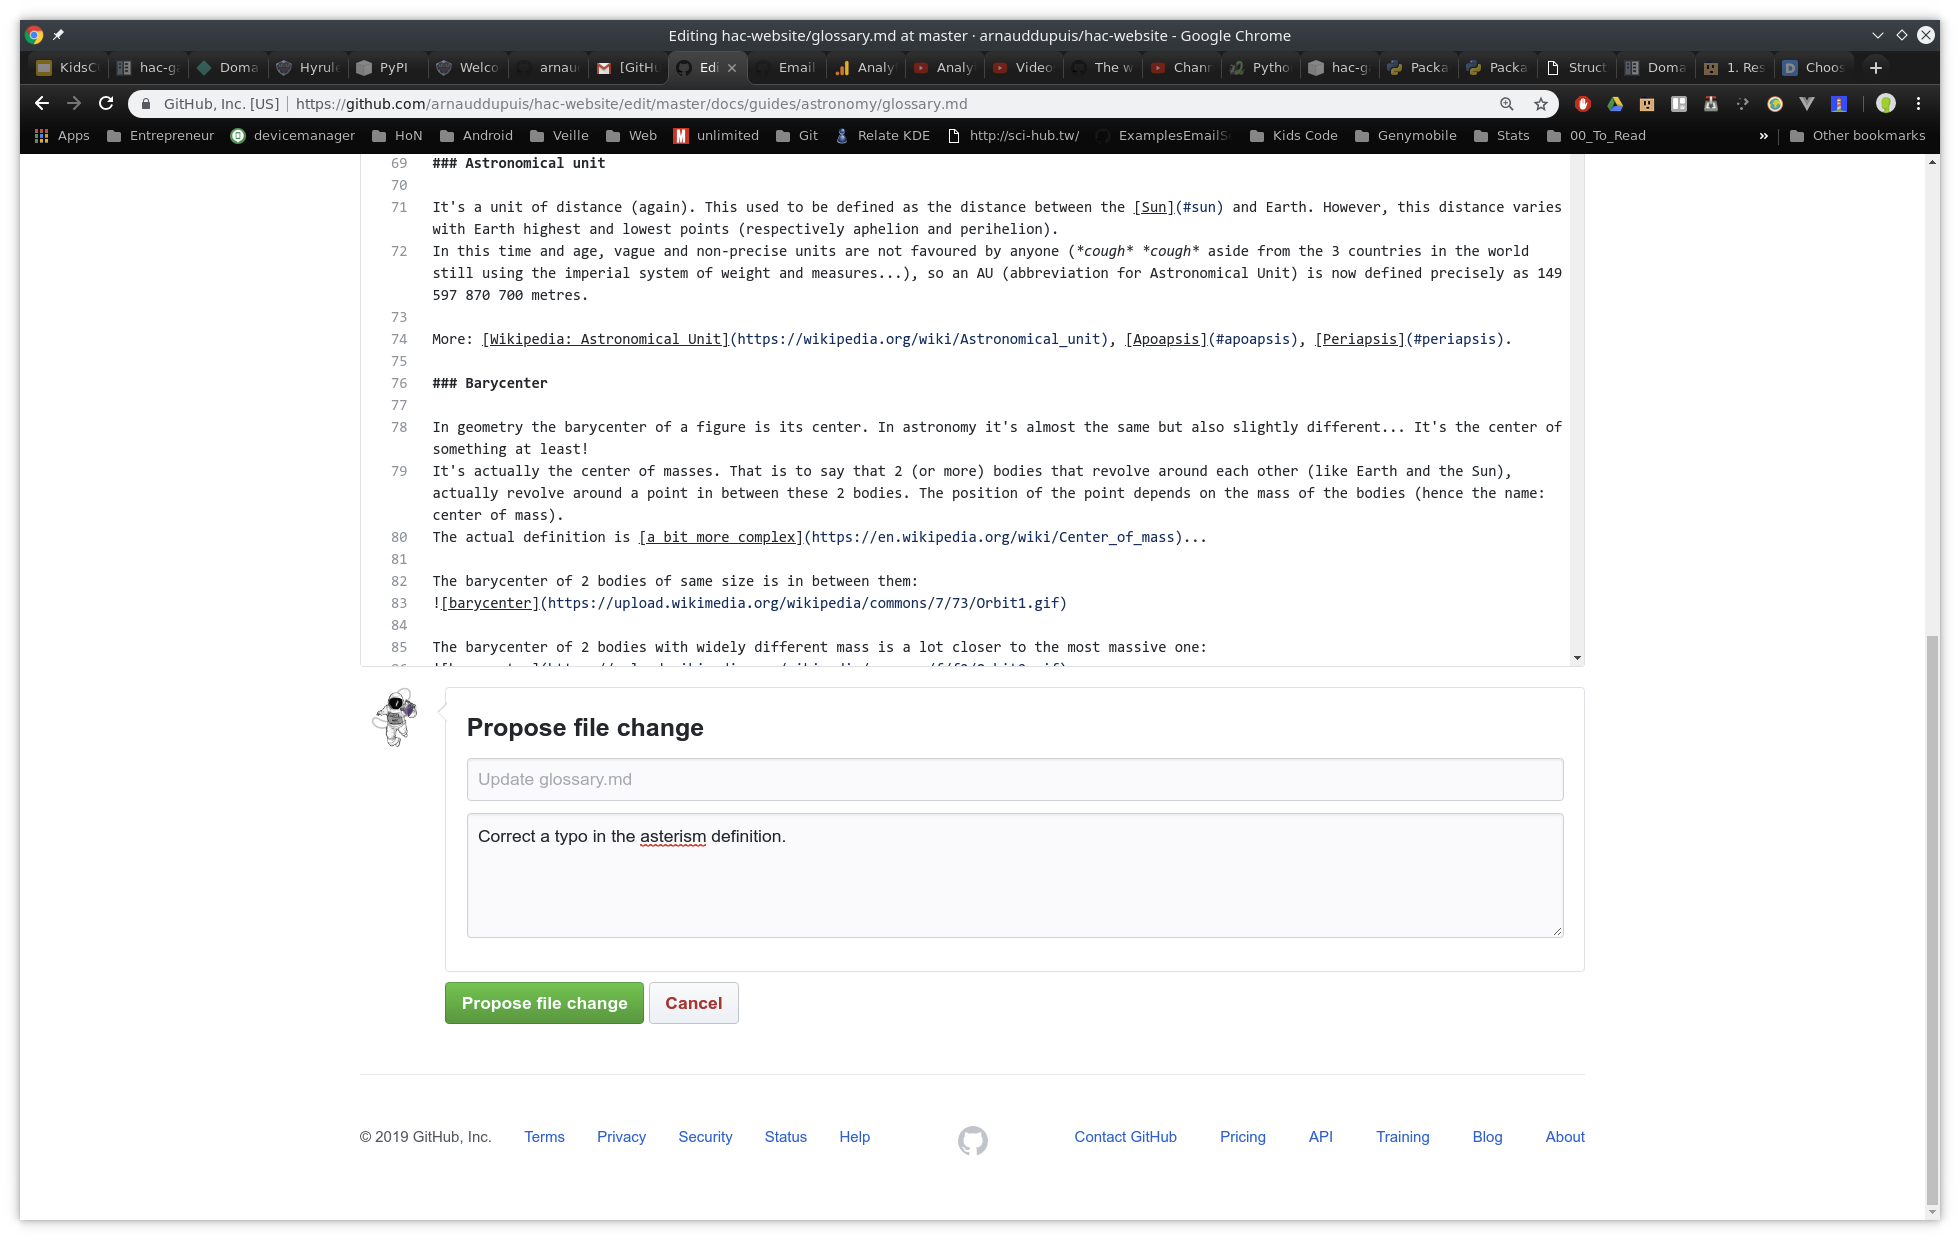 Editing hac-website/glossary.md at master · arnauddupuis/hac-website - Google Chrome
KidsC hac-g Doma Hyrule PyPI Welco arnau [GitHu Edi Email Analy Analy Video The w Chann Pytho hac-g Packa Packa Struct Doma 1. Res Choos
GitHub, Inc. [US] https://github.com/arnauddupuis/hac-website/edit/master/docs/guides/astronomy/glossary.md
Apps Entrepreneur devicemanager HoN Android Veille Web unlimited Git Relate KDE http://sci-hub.tw/ ExamplesEmailS Kids Code Genymobile Stats 00_To_Read » Other bookmarks
69 ### Astronomical unit
70
71 It's a unit of distance (again). This used to be defined as the distance between the [Sun](#sun) and Earth. However, this distance varies
with Earth highest and lowest points (respectively aphelion and perihelion).
72 In this time and age, vague and non-precise units are not favoured by anyone (*cough* *cough* aside from the 3 countries in the world
still using the imperial system of weight and measures...), so an AU (abbreviation for Astronomical Unit) is now defined precisely as 149
597 870 700 metres.
73
74 More: [Wikipedia: Astronomical Unit](https://wikipedia.org/wiki/Astronomical_unit), [Apoapsis](#apoapsis), [Periapsis](#periapsis).
75
76 ### Barycenter
77
78 In geometry the barycenter of a figure is its center. In astronomy it's almost the same but also slightly different... It's the center of
something at least!
79 It's actually the center of masses. That is to say that 2 (or more) bodies that revolve around each other (like Earth and the Sun),
actually revolve around a point in between these 2 bodies. The position of the point depends on the mass of the bodies (hence the name:
center of mass).
80 The actual definition is [a bit more complex](https://en.wikipedia.org/wiki/Center_of_mass)...
81
82 The barycenter of 2 bodies of same size is in between them:
83 ![barycenter](https://upload.wikimedia.org/wikipedia/commons/7/73/Orbit1.gif)
84
85 The barycenter of 2 bodies with widely different mass is a lot closer to the most massive one:
Propose file change
Update glossary.md
Correct a typo in the asterism definition.
Propose file change Cancel
© 2019 GitHub, Inc. Terms Privacy Security Status Help Contact GitHub Pricing API Training Blog About